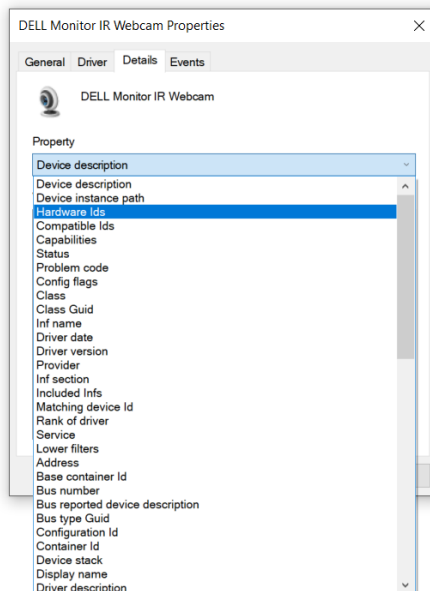 DELL Monitor IR Webcam Properties
General Driver Details Events
DELL Monitor IR Webcam
Property
Device description
Device description
Device instance path
Hardware Ids
Compatible Ids
Capabilities
Status
Problem code
Config flags
Class
Class Guid
Inf name
Driver date
Driver version
Provider
Inf section
Included Infs
Matching device Id
Rank of driver
Service
Lower filters
Address
Base container Id
Bus number
Bus reported device description
Bus type Guid
Configuration Id
Container Id
Device stack
Display name
Driver description